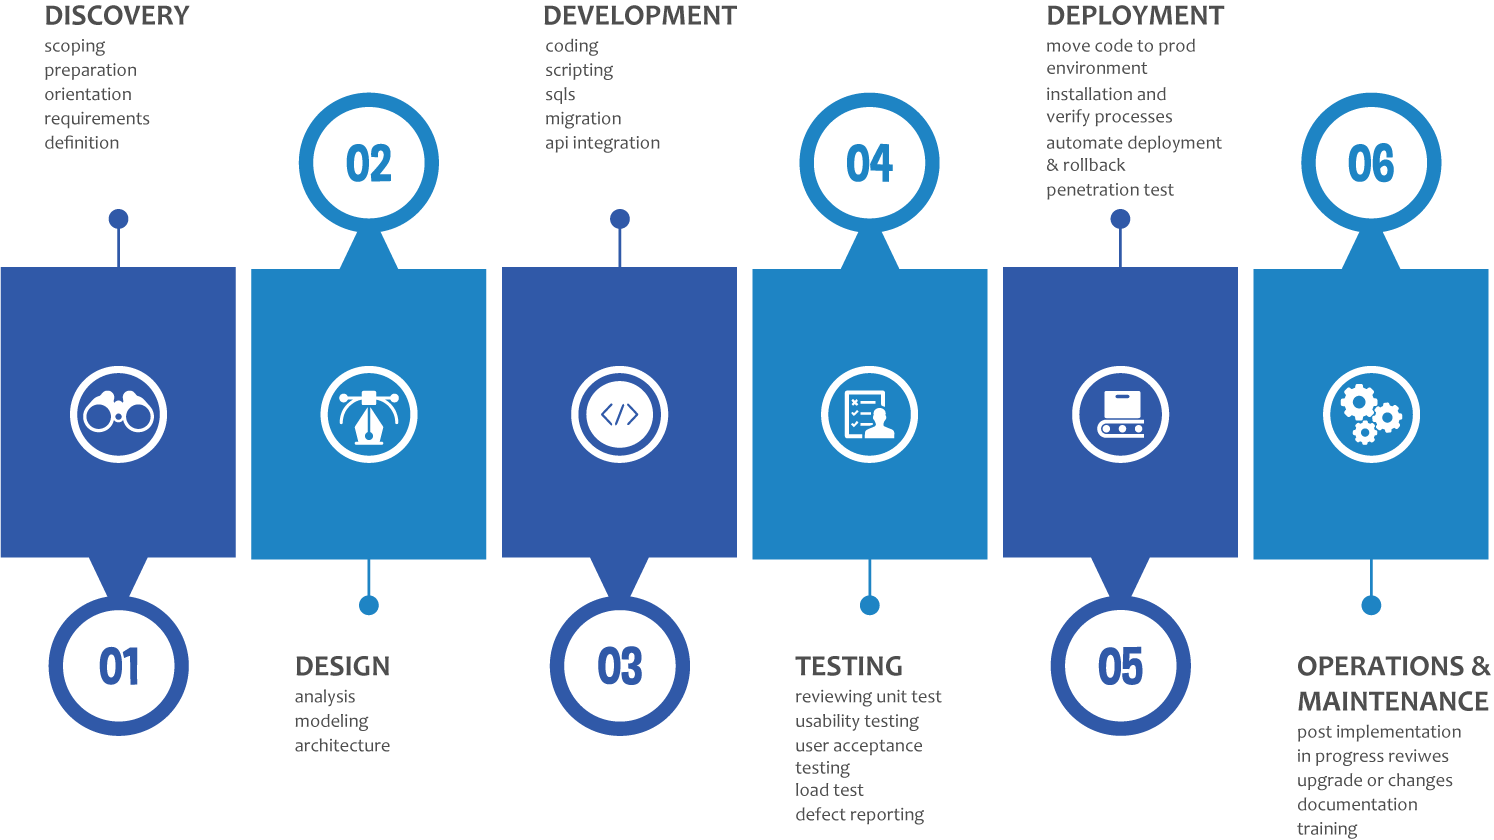 DISCOVERY
scoping
preparation
orientation
requirements
definition
01
02
DESIGN
analysis
modeling
architecture
DEVELOPMENT
coding
scripting
sqls
migration
api integration
</>
03
04
TESTING
reviewing unit test
usability testing
user acceptance
testing
load test
defect reporting
DEPLOYMENT
move code to prod
environment
installation and
verify processes
automate deployment
& rollback
penetration test
05
06
OPERATIONS &
MAINTENANCE
post implementation
in progress reviwes
upgrade or changes
documentation
training